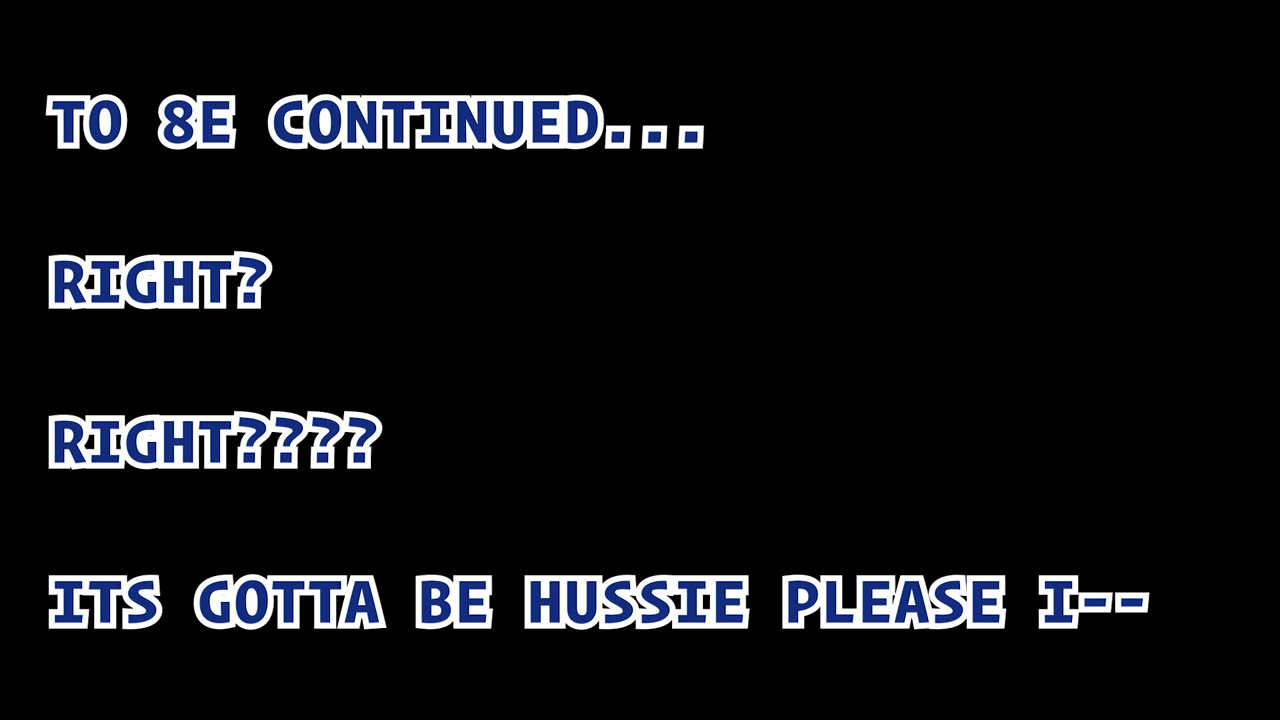 TO 8E CONTINUED...
RIGHT?
RIGHT????
ITS GOTTA BE HUSSIE PLEASE I--